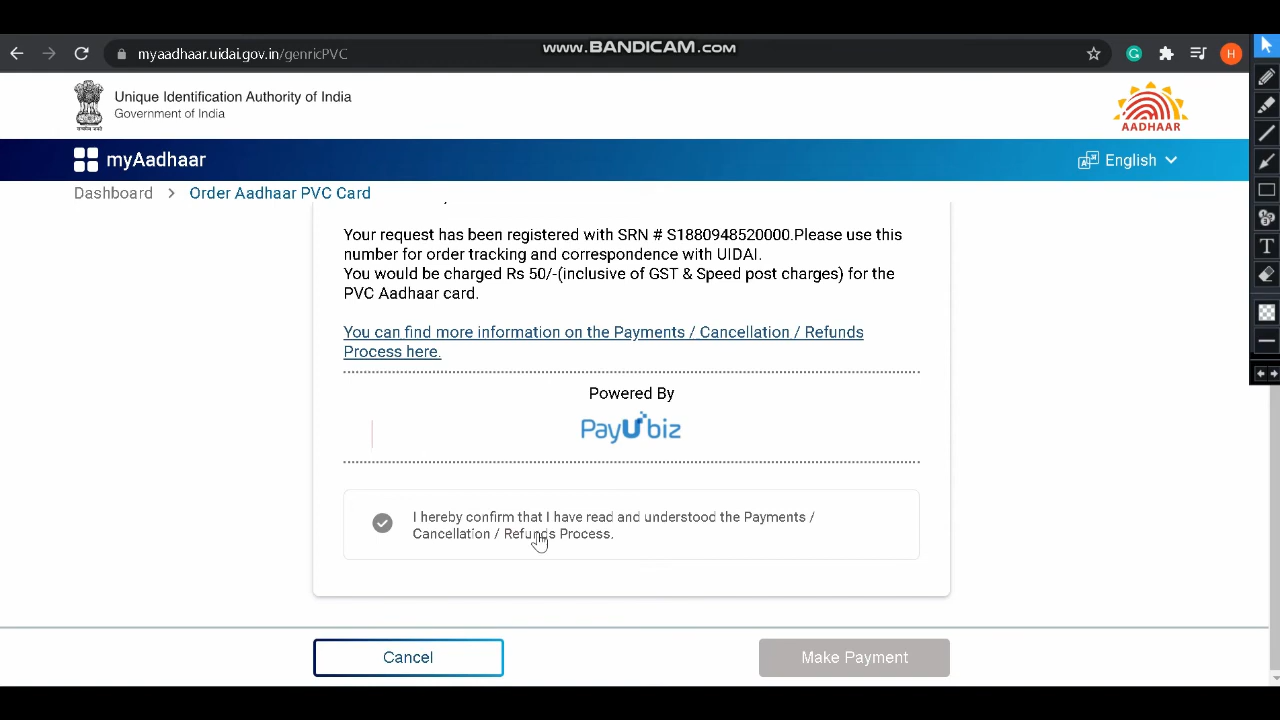 www.BANDICAM.com
myaadhaar.uidai.gov.in/genricPVC
H
Unique Identification Authority of India
Government of India
AADHAAR
myAadhaar
English
Dashboard > Order Aadhaar PVC Card
Your request has been registered with SRN # S1880948520000.Please use this
number for order tracking and correspondence with UIDAI.
You would be charged Rs 50/-(inclusive of GST & Speed post charges) for the
PVC Aadhaar card.
You can find more information on the Payments / Cancellation / Refunds
Process here.
Powered By
PayUbiz
I hereby confirm that I have read and understood the Payments /
Cancellation / Refunds Process.
Cancel
Make Payment